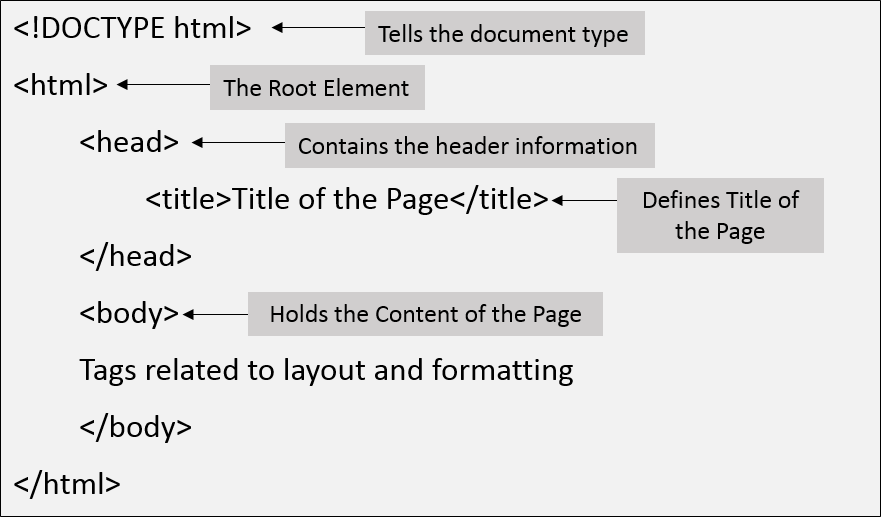 <!DOCTYPE html>
Tells the document type
<html>
The Root Element
<head>
Contains the header information
<title>Title of the Page</title>
Defines Title of
the Page
</head>
<body>
Holds the Content of the Page
Tags related to layout and formatting
</body>
</html>